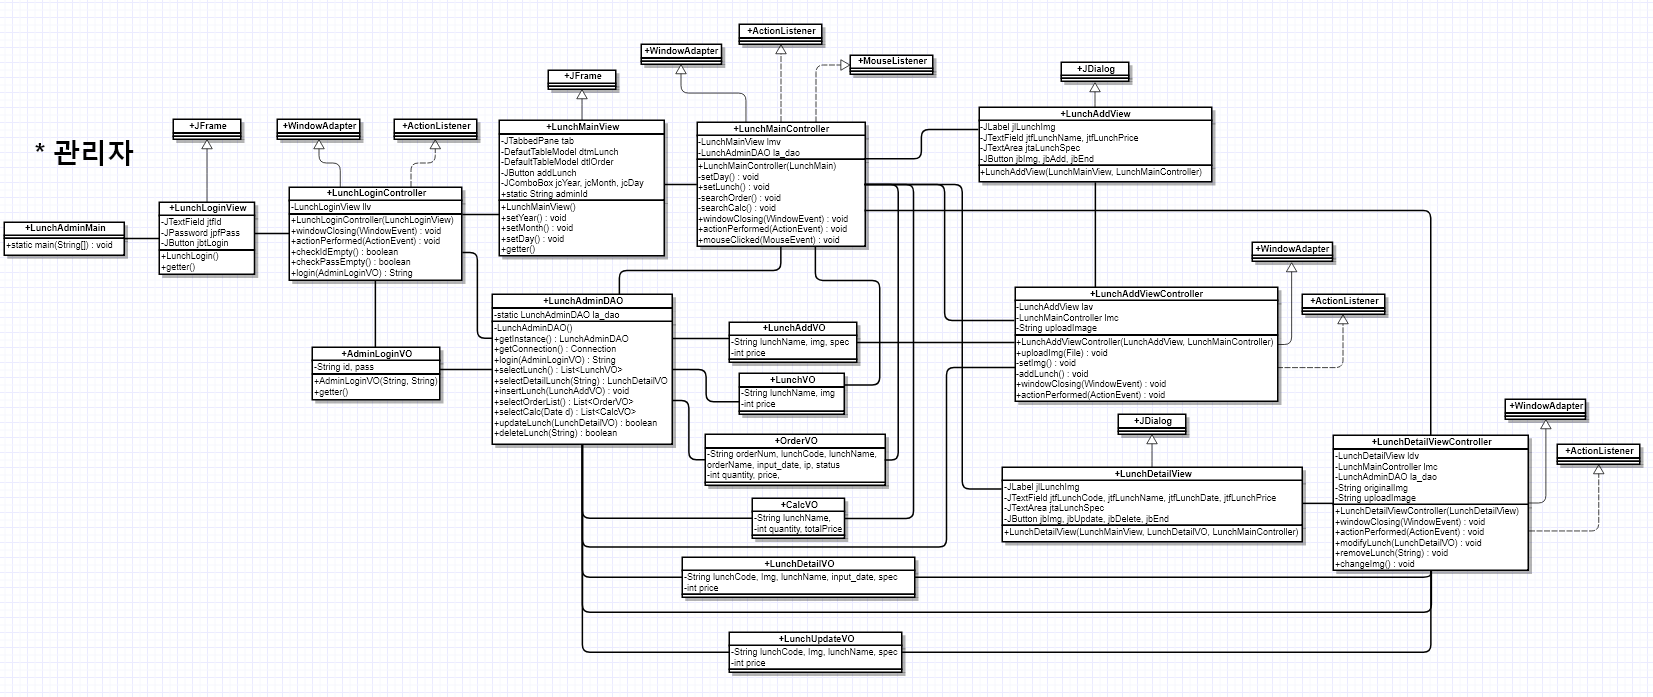 * 관리자
+LunchAdminMain
+static main(String[]) : void
+JFrame
+LunchLoginView
-JTextField jtfId
-JPassword jpfPass
-JButton jbtLogin
+LunchLogin()
+getter()
+WindowAdapter
+ActionListener
+LunchLoginController
-LunchLoginView llv
+LunchLoginController(LunchLoginView)
+windowClosing(WindowEvent) : void
+actionPerformed(ActionEvent) : void
+checkIdEmpty() : boolean
+checkPassEmpty() : boolean
+login(AdminLoginVO) : String
+AdminLoginVO
-String id, pass
+AdminLoginVO(String, String)
+getter()
+JFrame
+LunchMainView
-JTabbedPane tab
-DefautTableModel dtmLunch
-DefaultTableModel dtlOrder
-JButton addLunch
-JComboBox jcYear, jcMonth, jcDay
+static String adminId
+LunchMainView()
+setYear() : void
+setMonth() : void
+setDay() : void
+getter()
+WindowAdapter
+ActionListener
+MouseListener
+LunchMainController
-LunchMainView lmv
-LunchAdminDAO la_dao
+LunchMainController(LunchMain)
-setDay() : void
+setLunch() : void
-searchOrder() : void
-searchCalc() : void
+windowClosing(WindowEvent) : void
+actionPerformed(ActionEvent) : void
+mouseClicked(MouseEvent) : void
+LunchAdminDAO
-static LunchAdminDAO la_dao
-LunchAdminDAO()
+getInstance() : LunchAdminDAO
+getConnection() : Connection
+login(AdminLoginVO) : String
+selectLunch() : List<LunchVO>
+selectDetailLunch(String) : LunchDetailVO
+insertLunch(LunchAddVO) : void
+selectOrderList() : List<OrderVO>
+selectCalc(Date d) : List<CalcVO>
+updateLunch(LunchDetailVO) : boolean
+deleteLunch(String) : boolean
+LunchAddVO
-String lunchName, img, spec
-int price
+LunchVO
-String lunchName, img
-int price
+OrderVO
-String orderNum, lunchCode, lunchName,
orderName, input_date, ip, status
-int quantity, price,
+CalcVO
-String lunchName,
-int quantity, totalPrice
+LunchDetailVO
-String lunchCode, Img, lunchName, input_date, spec
-int price
+LunchUpdateVO
-String lunchCode, Img, lunchName, spec
-int price
+JDialog
+LunchAddView
-JLabel jlLunchImg
-JTextField jtfLunchName, jtfLunchPrice
-JTextArea jtaLunchSpec
-JButton jbImg, jbAdd, jbEnd
+LunchAddView(LunchMainView, LunchMainController)
+WindowAdapter
+ActionListener
+LunchAddViewController
-LunchAddView lav
-LunchMainController lmc
-String uploadImage
+LunchAddViewController(LunchAddView, LunchMainController)
+uploadImg(File) : void
-setImg() : void
-addLunch() : void
+windowClosing(WindowEvent) : void
+actionPerformed(ActionEvent) : void
+JDialog
+LunchDetailView
-JLabel jlLunchImg
-JTextField jtfLunchCode, jtfLunchName, jtfLunchDate, jtfLunchPrice
-JTextArea jtaLunchSpec
-JButton jbImg, jbUpdate, jbDelete, jbEnd
+LunchDetailView(LunchMainView, LunchDetailVO, LunchMainController)
+WindowAdapter
+ActionListener
+LunchDetailViewController
-LunchDetailView ldv
-LunchMainController lmc
-LunchAdminDAO la_dao
-String originalImg
-String uploadImage
+LunchDetailViewController(LunchDetailView)
+windowClosing(WindowEvent) : void
+actionPerformed(ActionEvent) : void
+modifyLunch(LunchDetailVO) : void
+removeLunch(String) : void
+changeImg() : void